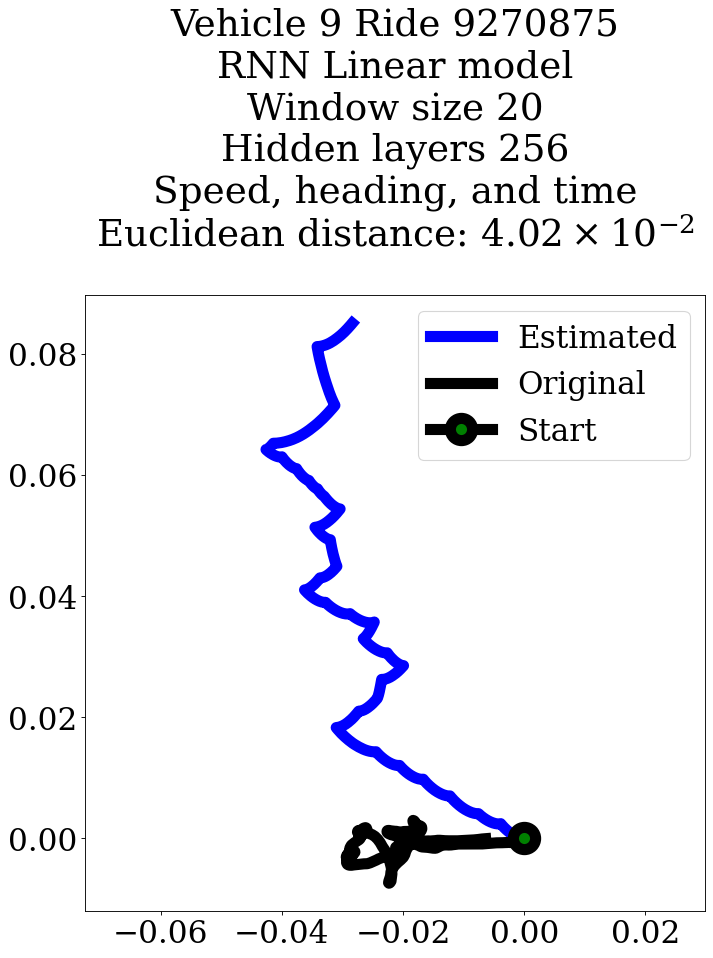 Vehicle 9 Ride 9270875
RNN Linear model
Window size 20
Hidden layers 256
Speed, heading, and time
Euclidean distance: 4.02 × 10⁻²
Estimated
Original
Start
0.08
0.06
0.04
0.02
0.00
−0.06
−0.04
−0.02
0.00
0.02